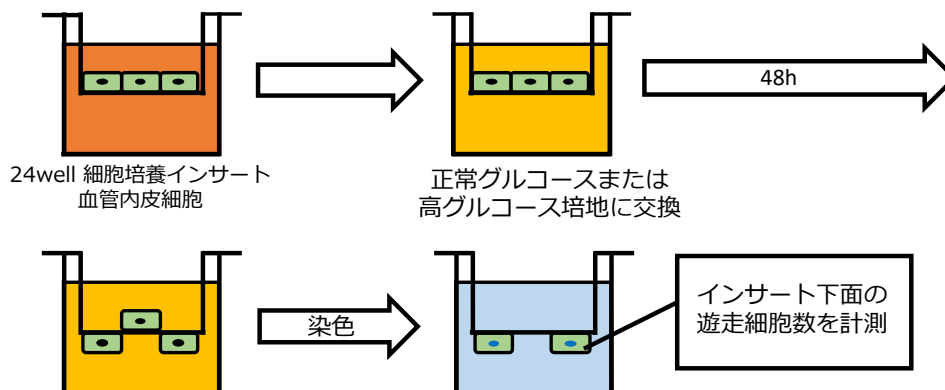 24well 細胞培養インサート
血管内皮細胞
正常グルコースまたは
高グルコース培地に交換
48h
染色
インサート下面の
遊走細胞数を計測